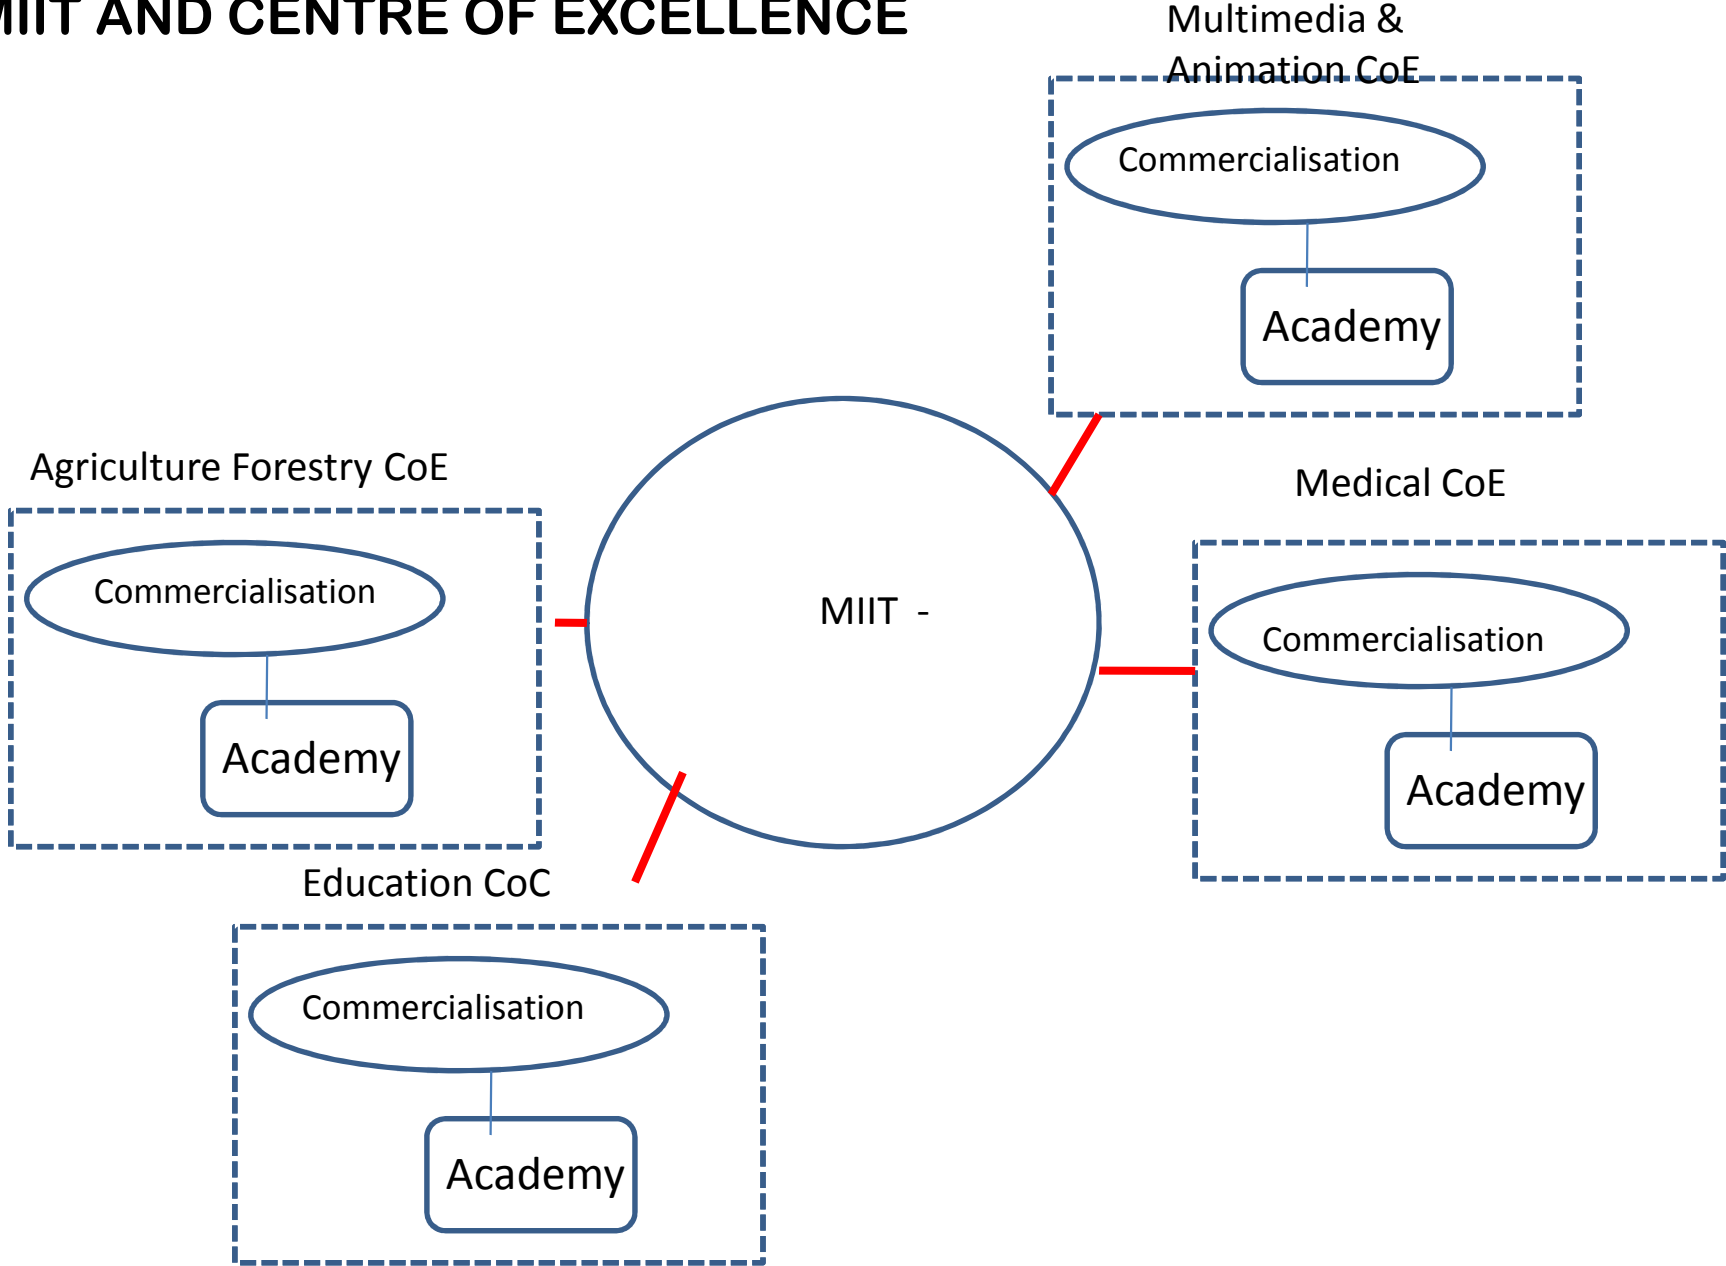 MIIT AND CENTRE OF EXCELLENCE
Multimedia &
Animation CoE
Commercialisation
Academy
Agriculture Forestry CoE
Commercialisation
Academy
MIIT -
Medical CoE
Commercialisation
Academy
Education CoC
Commercialisation
Academy